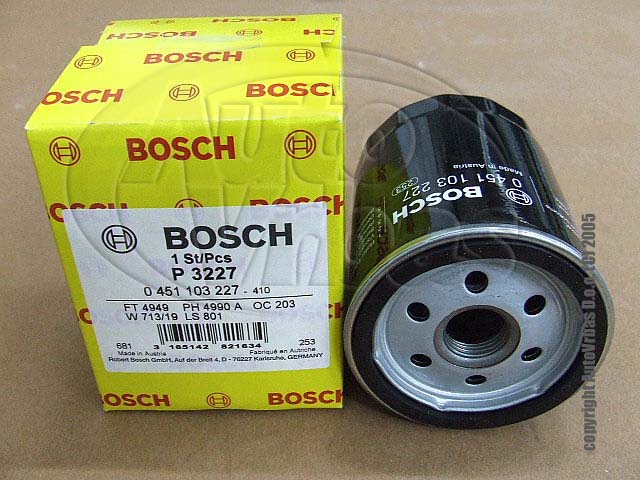 BOSCH
BOSCH
BOSCH
BOSCH
BOSCH
1 St/Pcs
P 3227
0 451 103 227 - 410
FT 4949 PH 4990 A OC 203
W 713/19 LS 801
681 3 165142 821634 253
Made in Austria Fabriqué en Autriche
Robert Bosch GmbH, Auf der Breit 4, D - 76227 Karlsruhe, GERMANY
BOSCH
BOSCH
BOSCH
0 451 103 227
253
Made in Austria
Auto Vridas
copyright AutoVridas D.o.o. (C) 2005